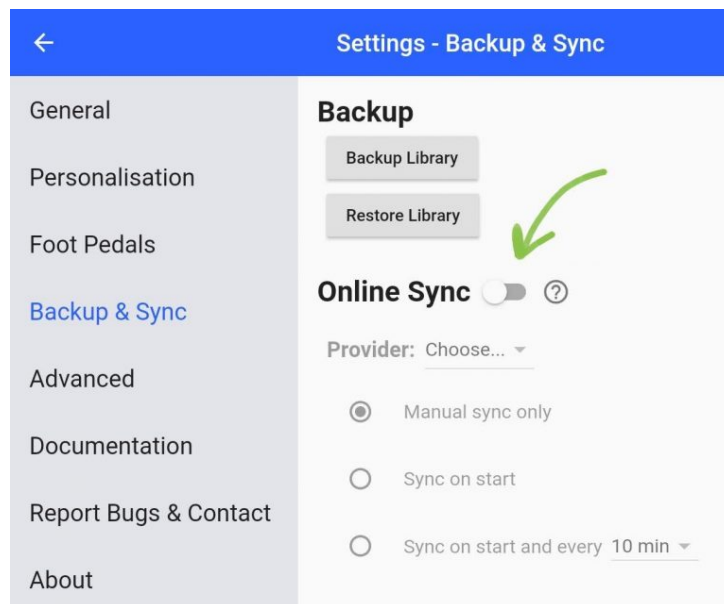 Settings - Backup & Sync
General
Personalisation
Foot Pedals
Backup & Sync
Advanced
Documentation
Report Bugs & Contact
About
Backup
Backup Library
Restore Library
Online Sync
Provider: Choose...
Manual sync only
Sync on start
Sync on start and every 10 min